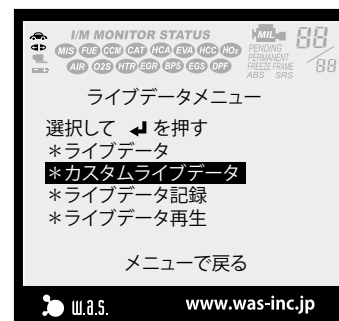 I/M MONITOR STATUS
MIL
88
MIS FUE CCM CAT HCA EVA HCC HO2
AIR O2S HTR EGR BPS EGS DPF
PENDING
PERMANENT
FREEZE FRAME
ABS SRS
88
ライブデータメニュー
選択して ↵ を押す
*ライブデータ
*カスタムライブデータ
*ライブデータ記録
*ライブデータ再生
メニューで戻る
w.a.s.
www.was-inc.jp